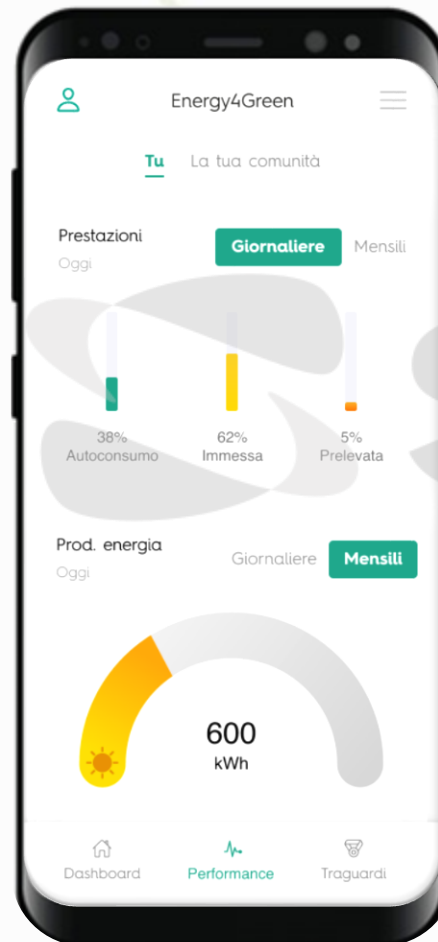 Energy4Green
Tu La tua comunità
Prestazioni
Giornaliere Mensili
Oggi
38% 62% 5%
Autoconsumo Immessa Prelevata
Prod. energia
Giornaliere Mensili
Oggi
600
kWh
Dashboard Performance Traguardi